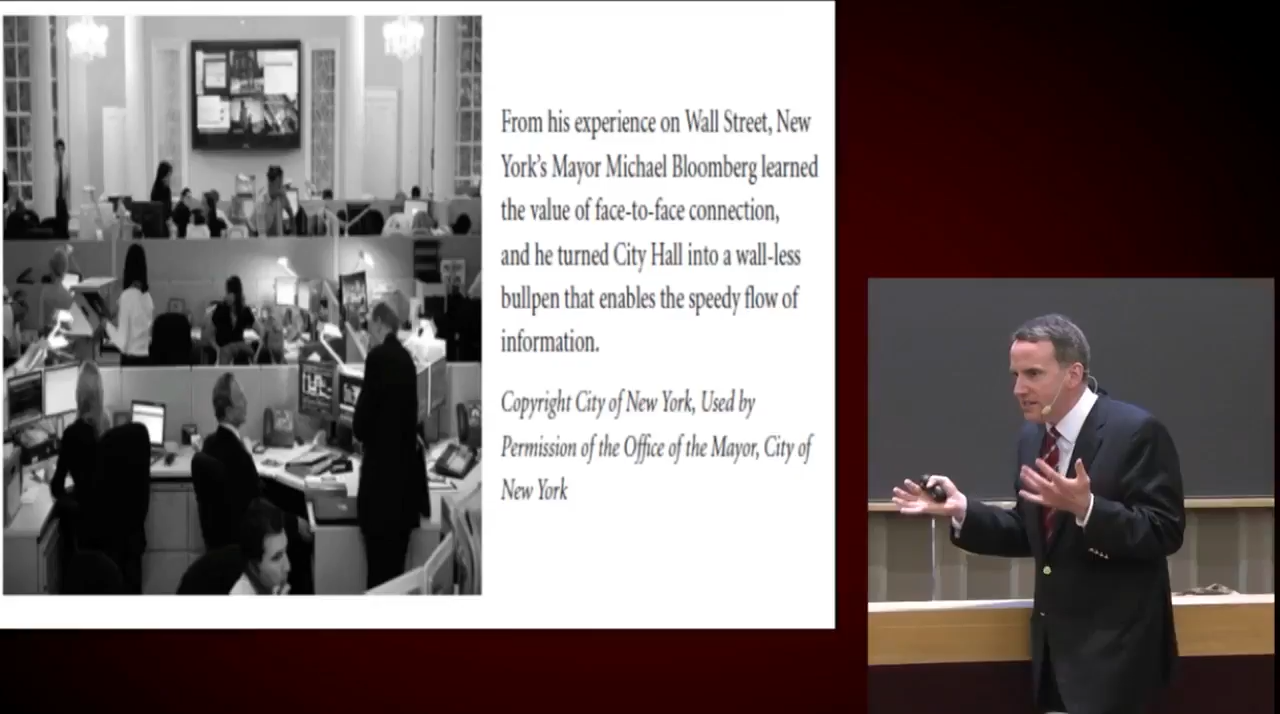 From his experience on Wall Street, New
York's Mayor Michael Bloomberg learned
the value of face-to-face connection,
and he turned City Hall into a wall-less
bullpen that enables the speedy flow of
information.
Copyright City of New York, Used by
Permission of the Office of the Mayor, City of
New York